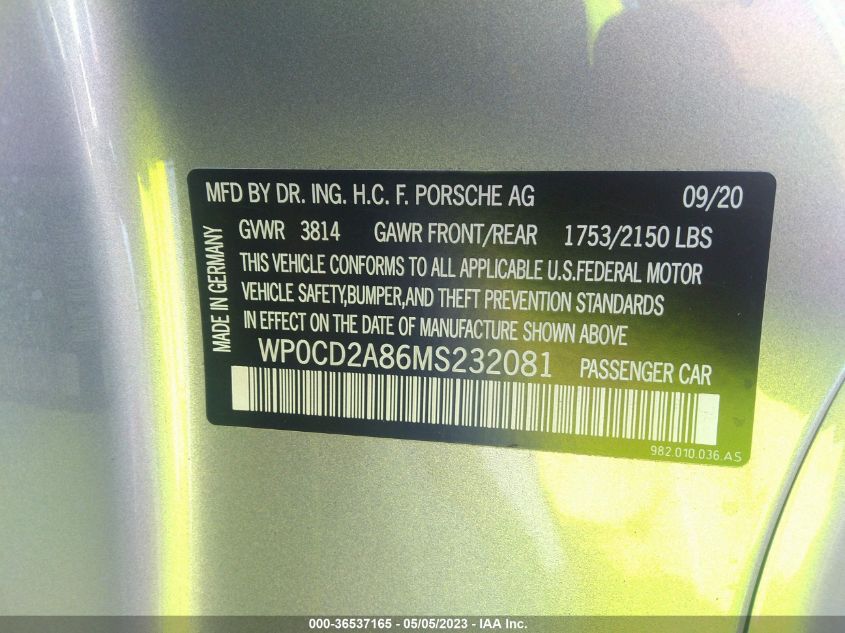 MFD BY DR. ING. H.C. F. PORSCHE AG 09/20
GVWR 3814 GAWR FRONT/REAR 1753/2150 LBS
THIS VEHICLE CONFORMS TO ALL APPLICABLE U.S.FEDERAL MOTOR
VEHICLE SAFETY,BUMPER,AND THEFT PREVENTION STANDARDS
IN EFFECT ON THE DATE OF MANUFACTURE SHOWN ABOVE
MADE IN GERMANY
WP0CD2A86MS232081 PASSENGER CAR
982.010.036.AS
000-36537165 - 05/05/2023 - IAA Inc.